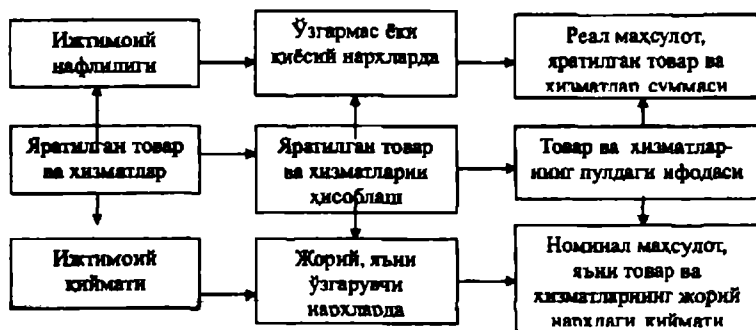 Ижтимоий
нафлилиги
Ўзгармас ёки
қиёсий нархларда
Реал маҳсулот,
яратилган товар ва
хизматлар суммаси
Яратилган товар
ва хизматлар
Яратилган товар
ва хизматларни
ҳисоблаш
Товар ва хизматлар-
нинг пулдаги ифодаси
Ижтимоий
қиймати
Жорий, яъни
ўзгарувчи
нархларда
Номинал маҳсулот,
яъни товар ва
хизматларнинг жорий
нархдаги қиймати